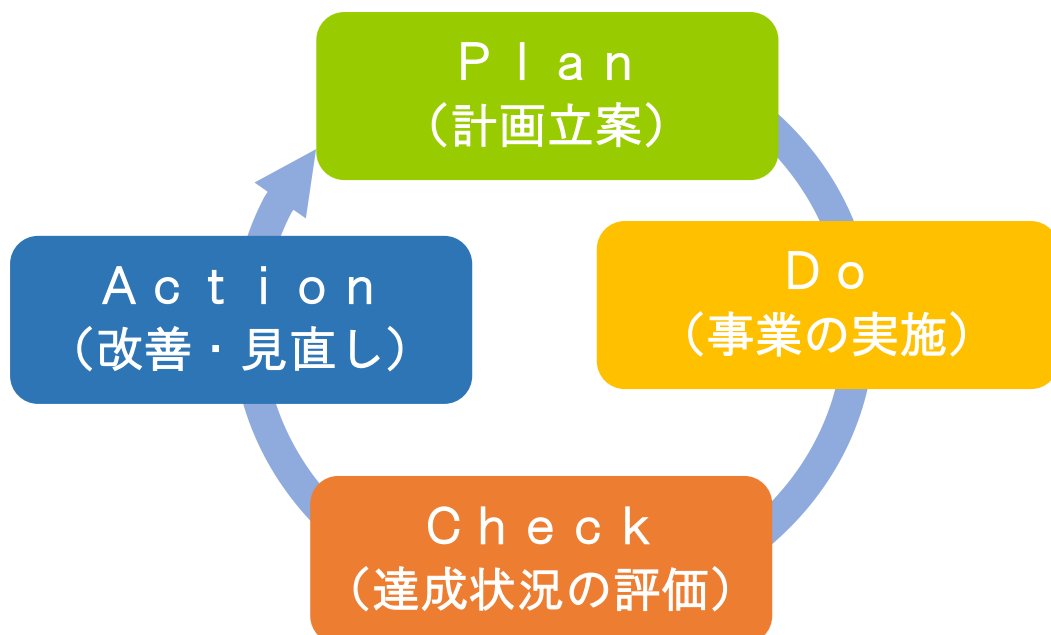 Ｐｌａｎ
（計画立案）
Ｄｏ
（事業の実施）
Ｃｈｅｃｋ
（達成状況の評価）
Ａｃｔｉｏｎ
（改善・見直し）